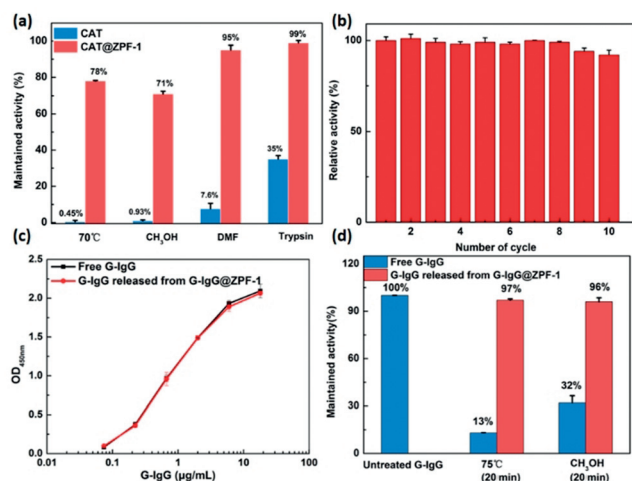 (a)
CAT
CAT@ZPF-1
Maintained activity (%)
100
80
60
40
20
0
0.45%
78%
0.93%
71%
7.6%
95%
35%
99%
70℃
CH3OH
DMF
Trypsin
(b)
Relative activity (%)
100
75
50
25
0
2
4
6
8
10
Number of cycle
(c)
Free G-IgG
G-IgG released from G-IgG@ZPF-1
OD450nm
2.0
1.5
1.0
0.5
0.0
0.01
0.1
1
10
100
G-IgG (µg/mL)
(d)
Free G-IgG
G-IgG released from G-IgG@ZPF-1
Maintained activity(%)
120
90
60
30
0
100%
13%
97%
32%
96%
Untreated G-IgG
75℃
(20 min)
CH3OH
(20 min)